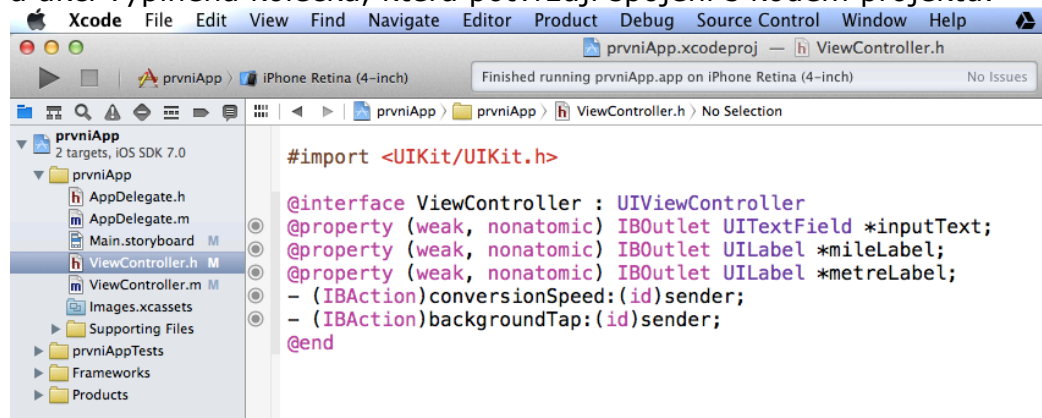 a dále vyplněná kolečka, která potvrzují spojení s kódem projektu.
Xcode File Edit View Find Navigate Editor Product Debug Source Control Window Help
prvniApp.xcodeproj — h ViewController.h
prvniApp 〉 iPhone Retina (4-inch)
Finished running prvniApp.app on iPhone Retina (4-inch) No Issues
prvniApp 〉 prvniApp 〉 h ViewController.h 〉 No Selection
prvniApp
2 targets, iOS SDK 7.0
prvniApp
h AppDelegate.h
m AppDelegate.m
Main.storyboard M
h ViewController.h M
m ViewController.m M
Images.xcassets
Supporting Files
prvniAppTests
Frameworks
Products
#import <UIKit/UIKit.h>
@interface ViewController : UIViewController
@property (weak, nonatomic) IBOutlet UITextField *inputText;
@property (weak, nonatomic) IBOutlet UILabel *mileLabel;
@property (weak, nonatomic) IBOutlet UILabel *metreLabel;
- (IBAction)conversionSpeed:(id)sender;
- (IBAction)backgroundTap:(id)sender;
@end